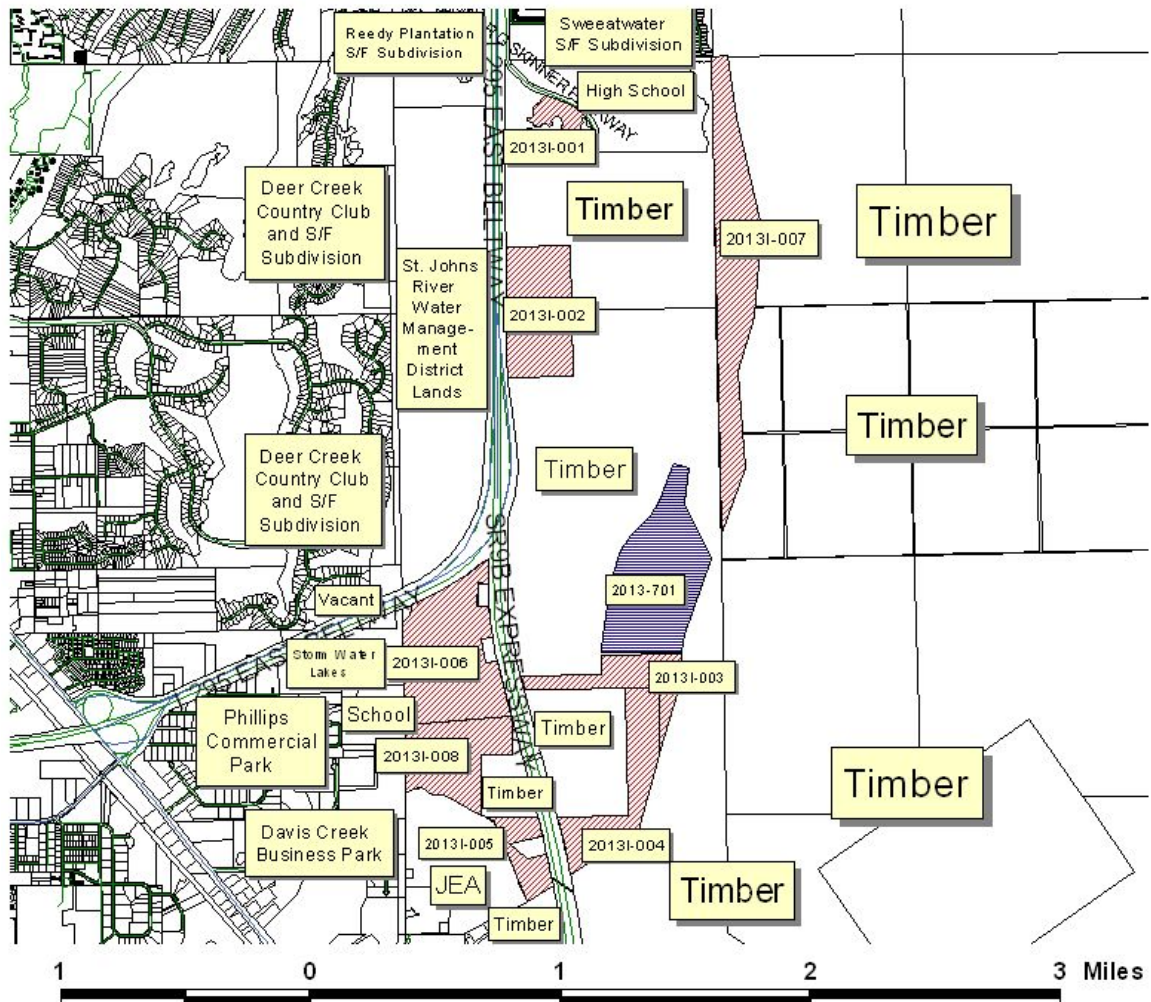 Reedy Plantation
S/F Subdivision
Sweeatwater
S/F Subdivision
High School
2013I-001
Deer Creek
Country Club
and S/F
Subdivision
Timber
Timber
2013I-007
St. Johns
River
Water
Manage-
ment
District
Lands
I 295 EAST BELTWAY
2013I-002
Timber
Timber
Deer Creek
Country Club
and S/F
Subdivision
SR 9B EXPRESSWAY
2013-701
Vacant
Storm Water
Lakes
2013I-006
2013I-003
School
Phillips
Commercial
Park
2013I-008
Timber
Timber
Timber
Davis Creek
Business Park
2013I-005
2013I-004
JEA
Timber
Timber
1 0 1 2 3 Miles